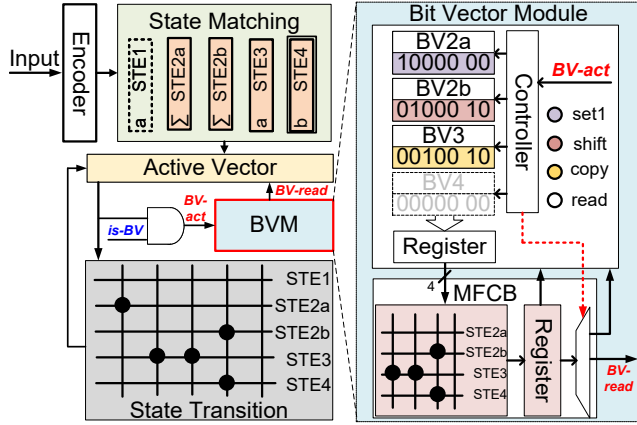 State Matching
Input
Encoder
a STE1
∑ STE2a
∑ STE2b
a STE3
b STE4
Active Vector
BV-read
BV-act
is-BV
BVM
STE1
STE2a
STE2b
STE3
STE4
State Transition
Bit Vector Module
BV2a
10000 00
BV2b
01000 10
BV3
00100 10
BV4
00000 00
Controller
BV-act
set1
shift
copy
read
Register
4
MFCB
STE2a
STE2b
STE3
STE4
Register
BV-read